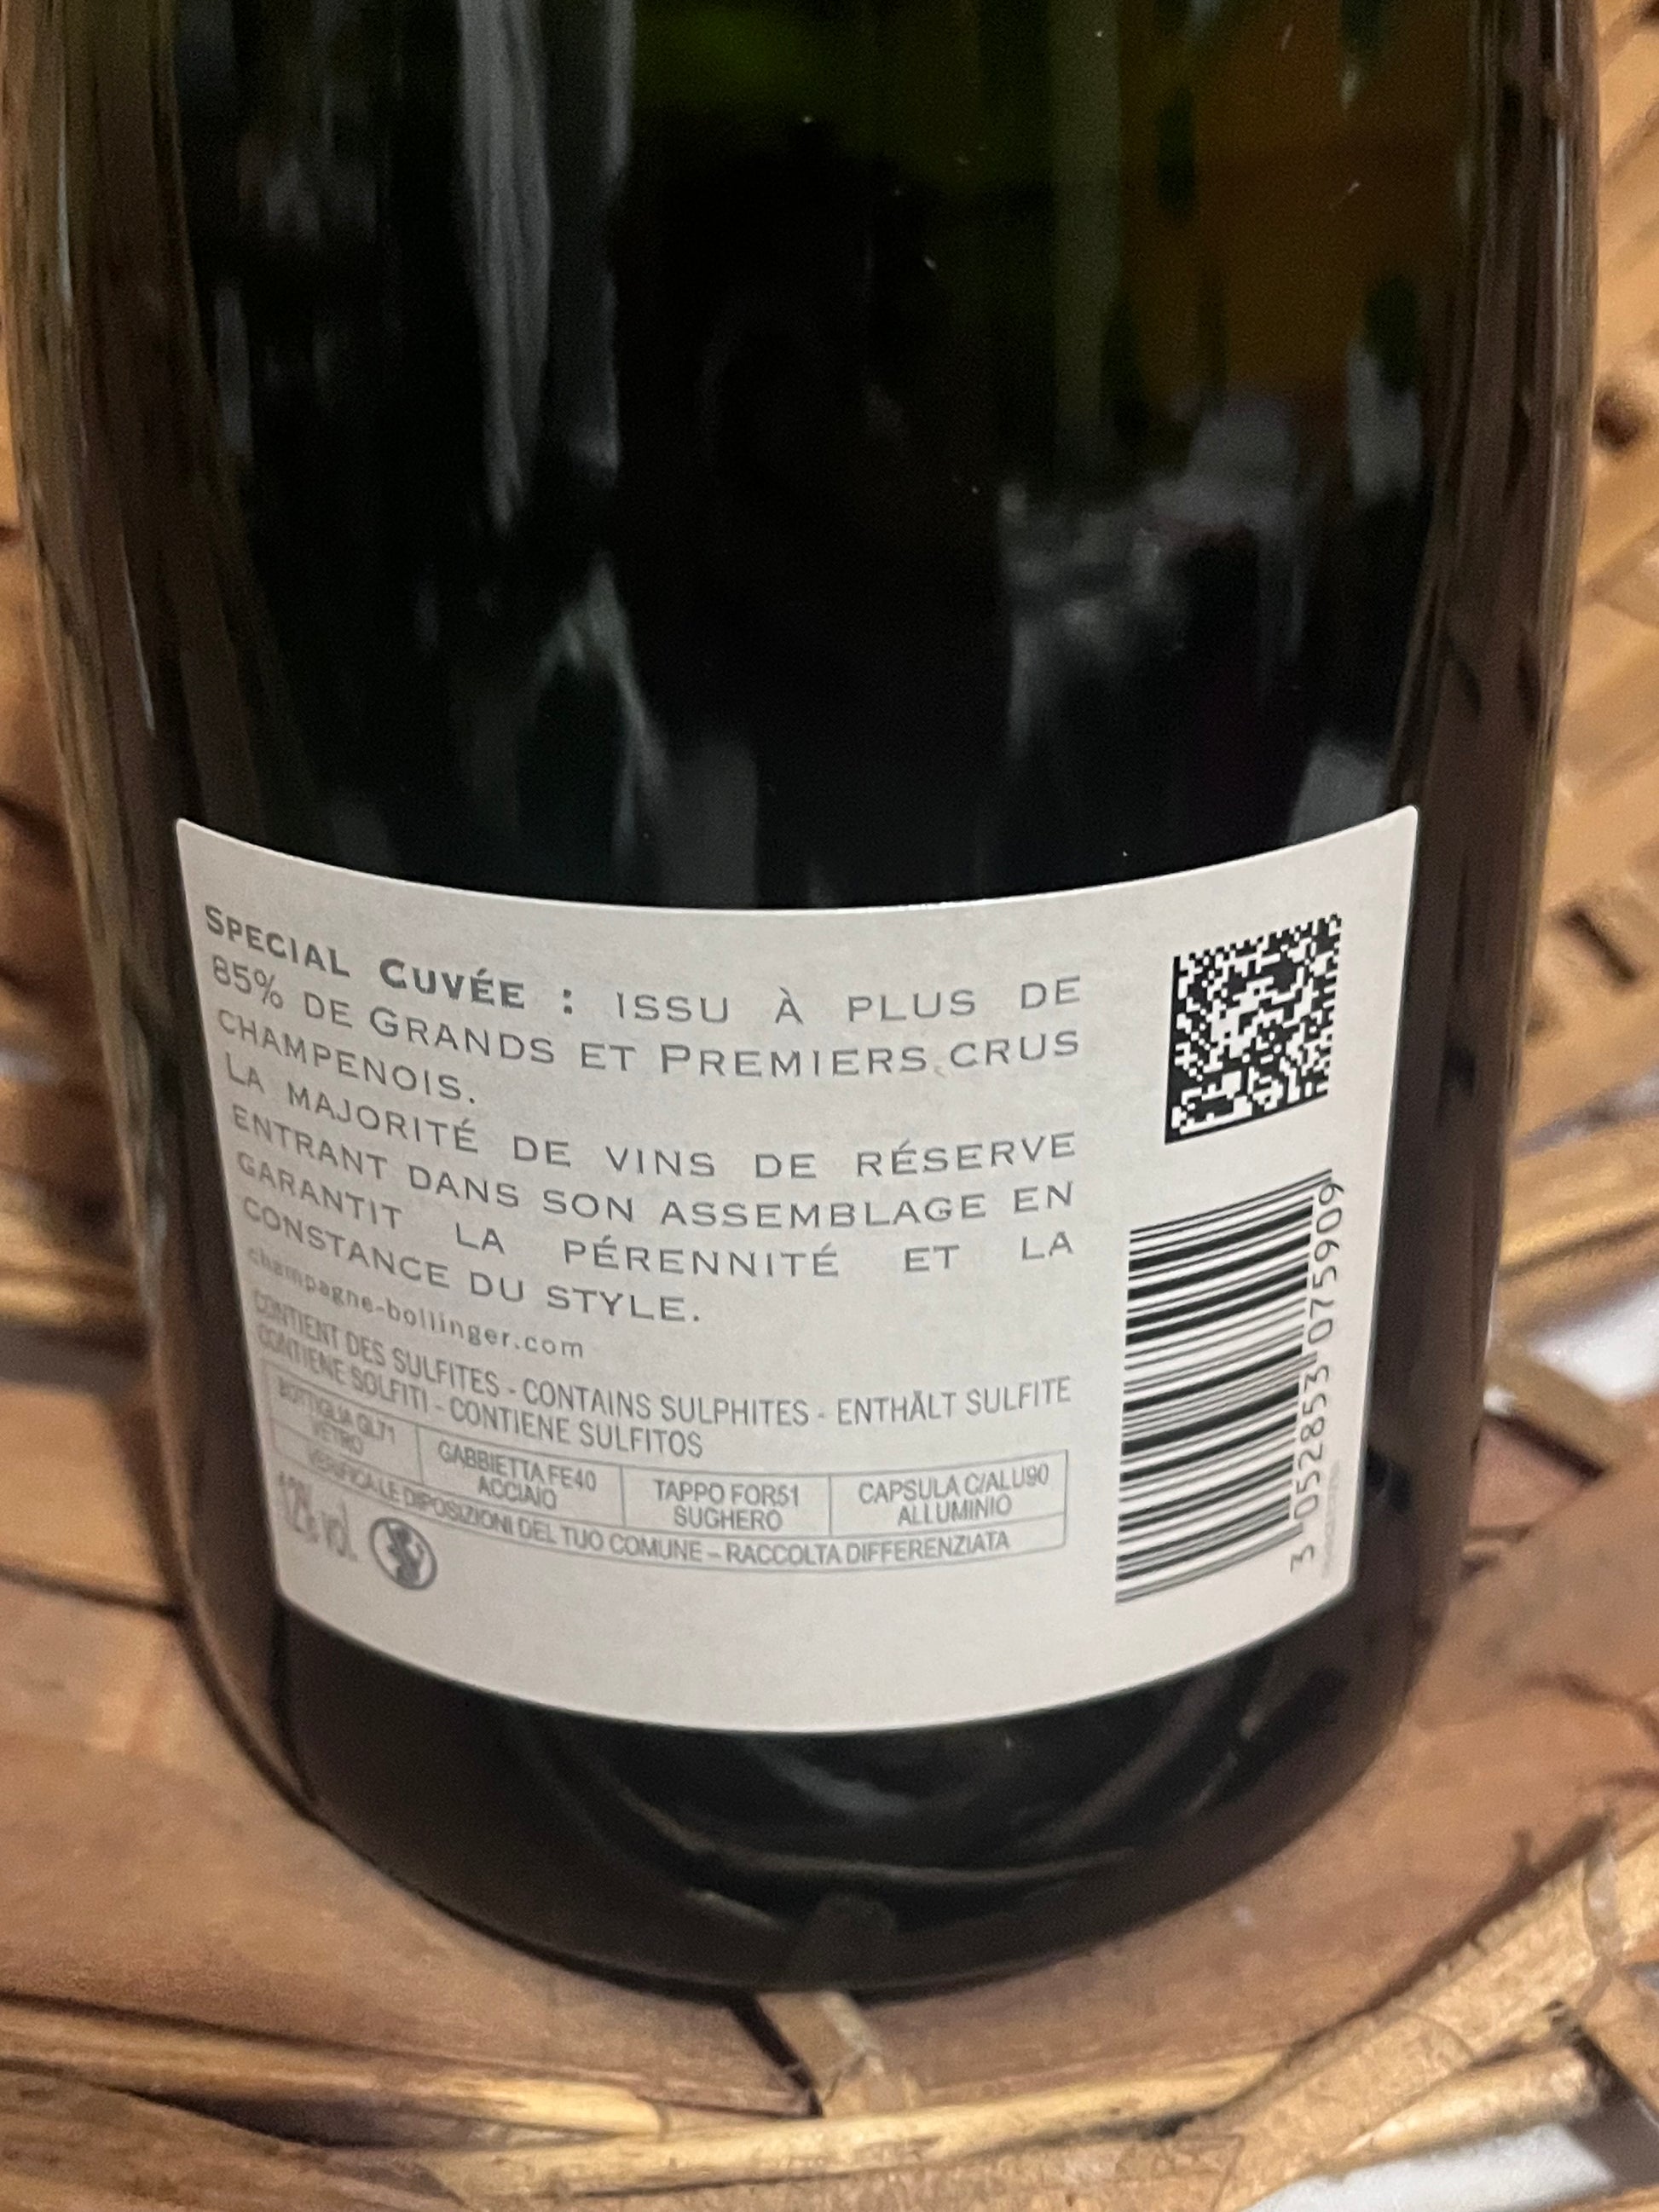 SPECIAL CUVÉE : ISSU À PLUS DE
85% DE GRANDS ET PREMIERS CRUS
CHAMPENOIS.
LA MAJORITÉ DE VINS DE RÉSERVE
ENTRANT DANS SON ASSEMBLAGE EN
GARANTIT LA PÉRENNITÉ ET LA
CONSTANCE DU STYLE.
champagne-bollinger.com
CONTIENT DES SULFITES - CONTAINS SULPHITES - ENTHÄLT SULFITE
CONTIENE SOLFITI - CONTIENE SULFITOS
BOTTIGLIA GL71
VETRO
GABBIETTA FE40
ACCIAIO
TAPPO FOR51
SUGHERO
CAPSULA C/ALU90
ALLUMINIO
VERIFICA LE DIPOSIZIONI DEL TUO COMUNE – RACCOLTA DIFFERENZIATA
12% vol.
3 052853 075909